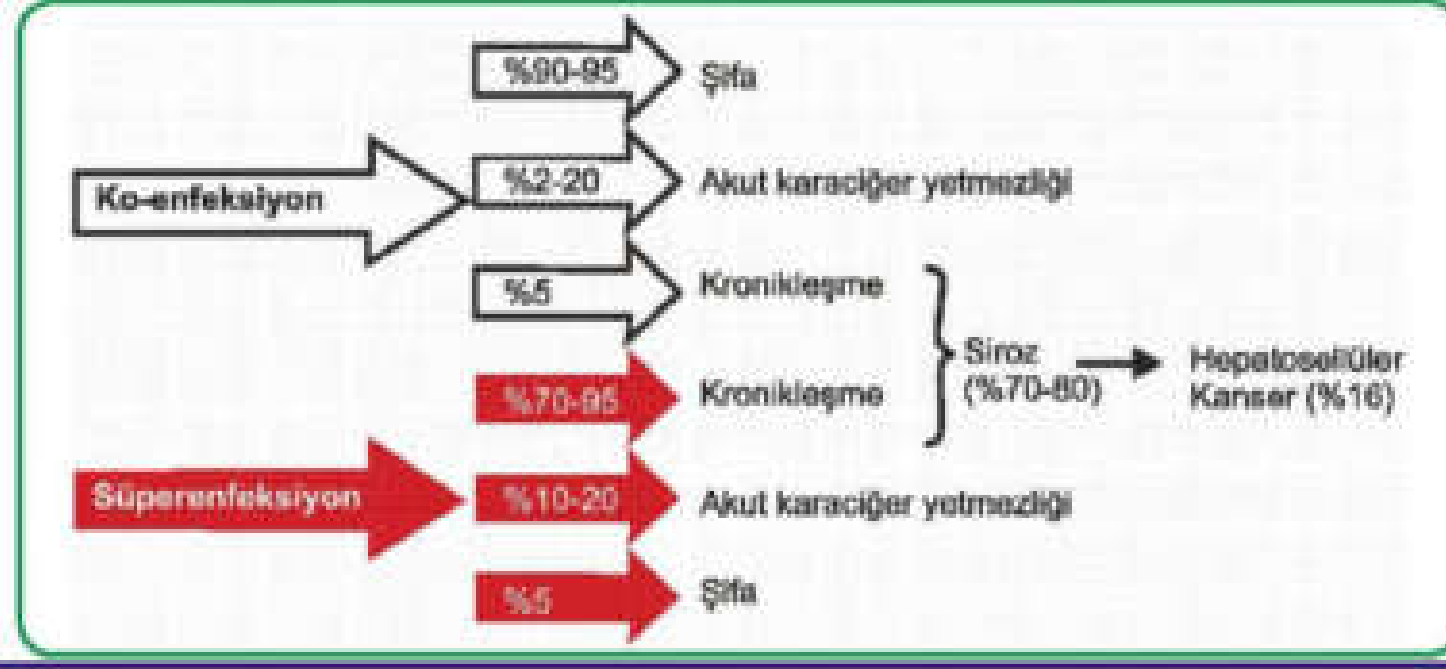 %90-95 Şifa
Ko-enfeksiyon
%2-20 Akut karaciğer yetmezliği
%5 Kronikleşme
%70-95 Kronikleşme
Siroz
(%70-80)
Hepatosellüler
Kanser (%16)
Süperenfeksiyon
%10-20 Akut karaciğer yetmezliği
%5 Şifa